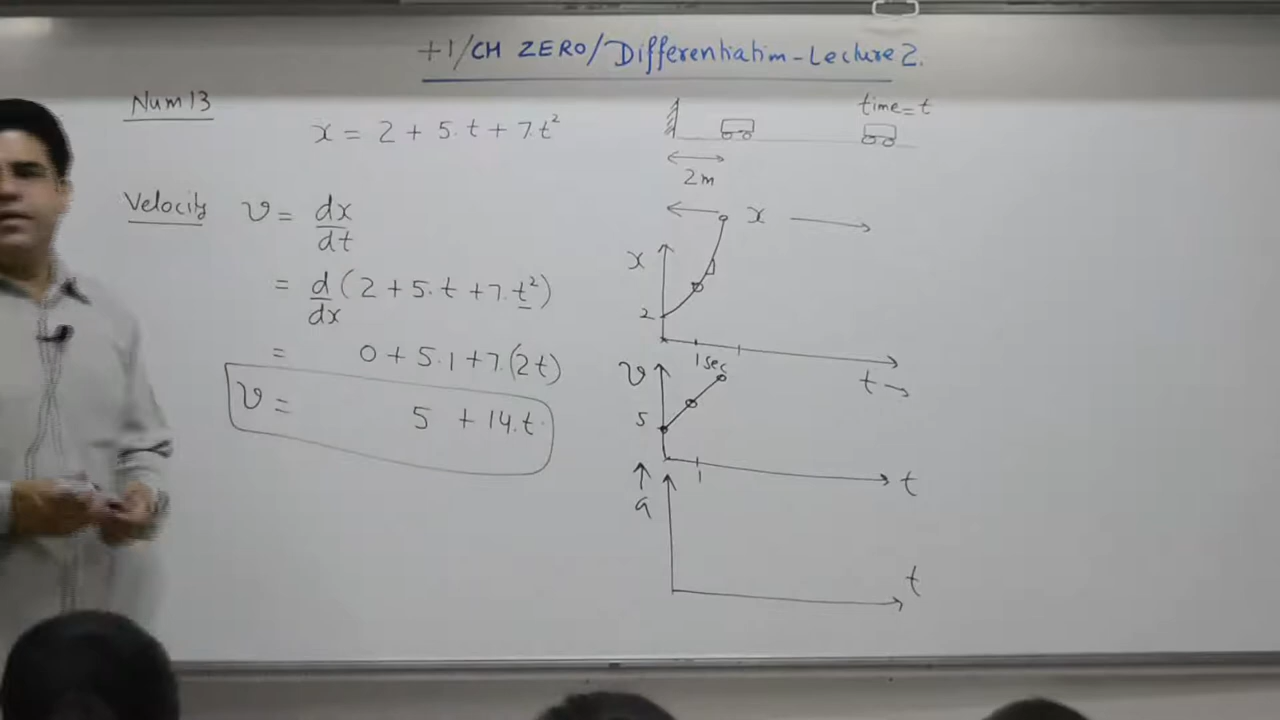 +1/CH ZERO/Differentiation-Lecture 2.
Num 13
x = 2 + 5.t + 7.t²
Velocity v = dx/dt
= d/dx (2 + 5.t + 7.t²)
= 0 + 5.1 + 7.(2t)
v = 5 + 14.t.
time = t
2m
x
x
2
1sec
t
v
5
1
t
a
t